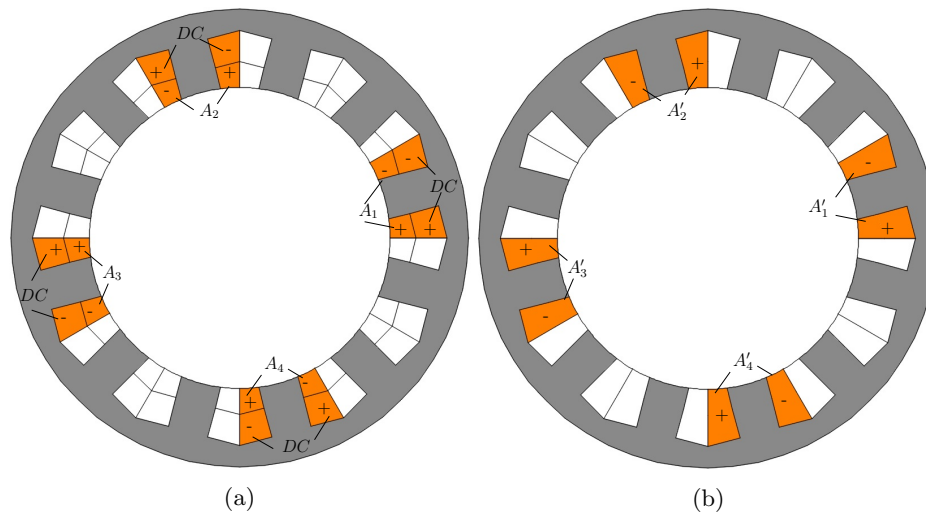 DC
- +
+ -
A₂
- -
DC
A₁
+ +
+ +
A₃
DC
- -
A₄
+ -
- +
DC
(a)
+
-
A′₂
-
A′₁
+
+
A′₃
-
A′₄
+ -
(b)